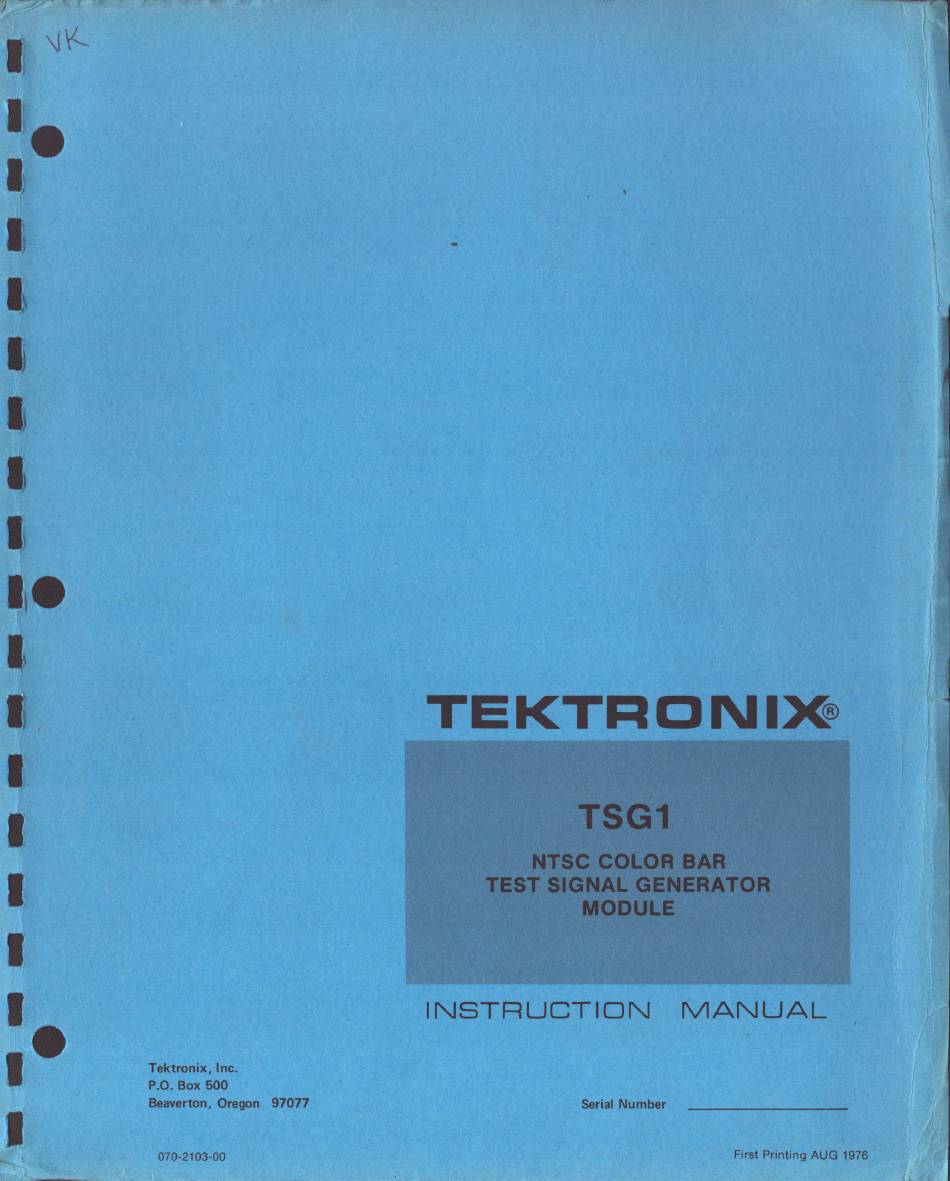 VK
TEKTRONIX®
TSG1
NTSC COLOR BAR
TEST SIGNAL GENERATOR
MODULE
INSTRUCTION MANUAL
Tektronix, Inc.
P.O. Box 500
Beaverton, Oregon 97077
Serial Number
070-2103-00
First Printing AUG 1976